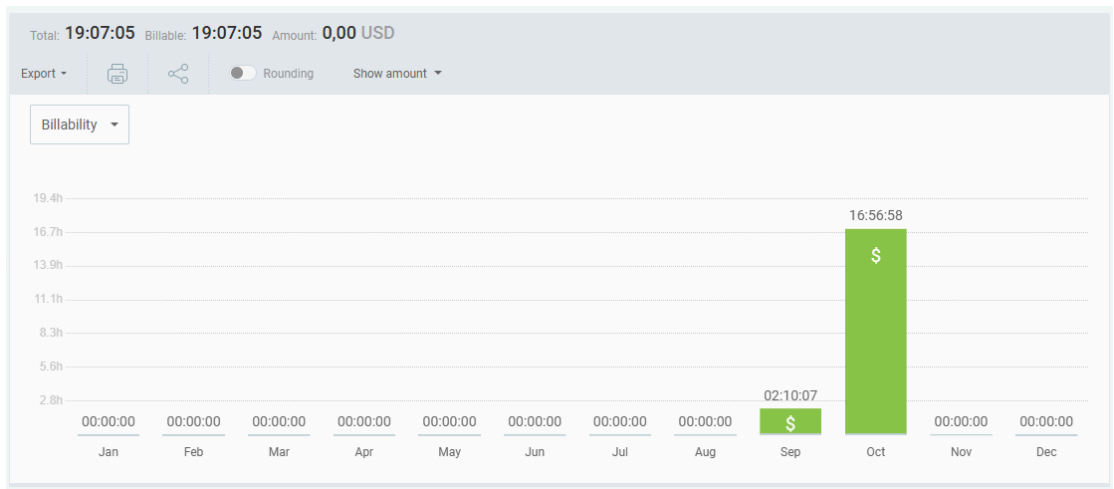 Total: 19:07:05 Billable: 19:07:05 Amount: 0,00 USD
Export Rounding Show amount
Billability
19.4h
16:56:58
16.7h
$
13.9h
11.1h
8.3h
5.6h
02:10:07
2.8h
00:00:00 00:00:00 00:00:00 00:00:00 00:00:00 00:00:00 00:00:00 00:00:00 $ 00:00:00 00:00:00
Jan Feb Mar Apr May Jun Jul Aug Sep Oct Nov Dec